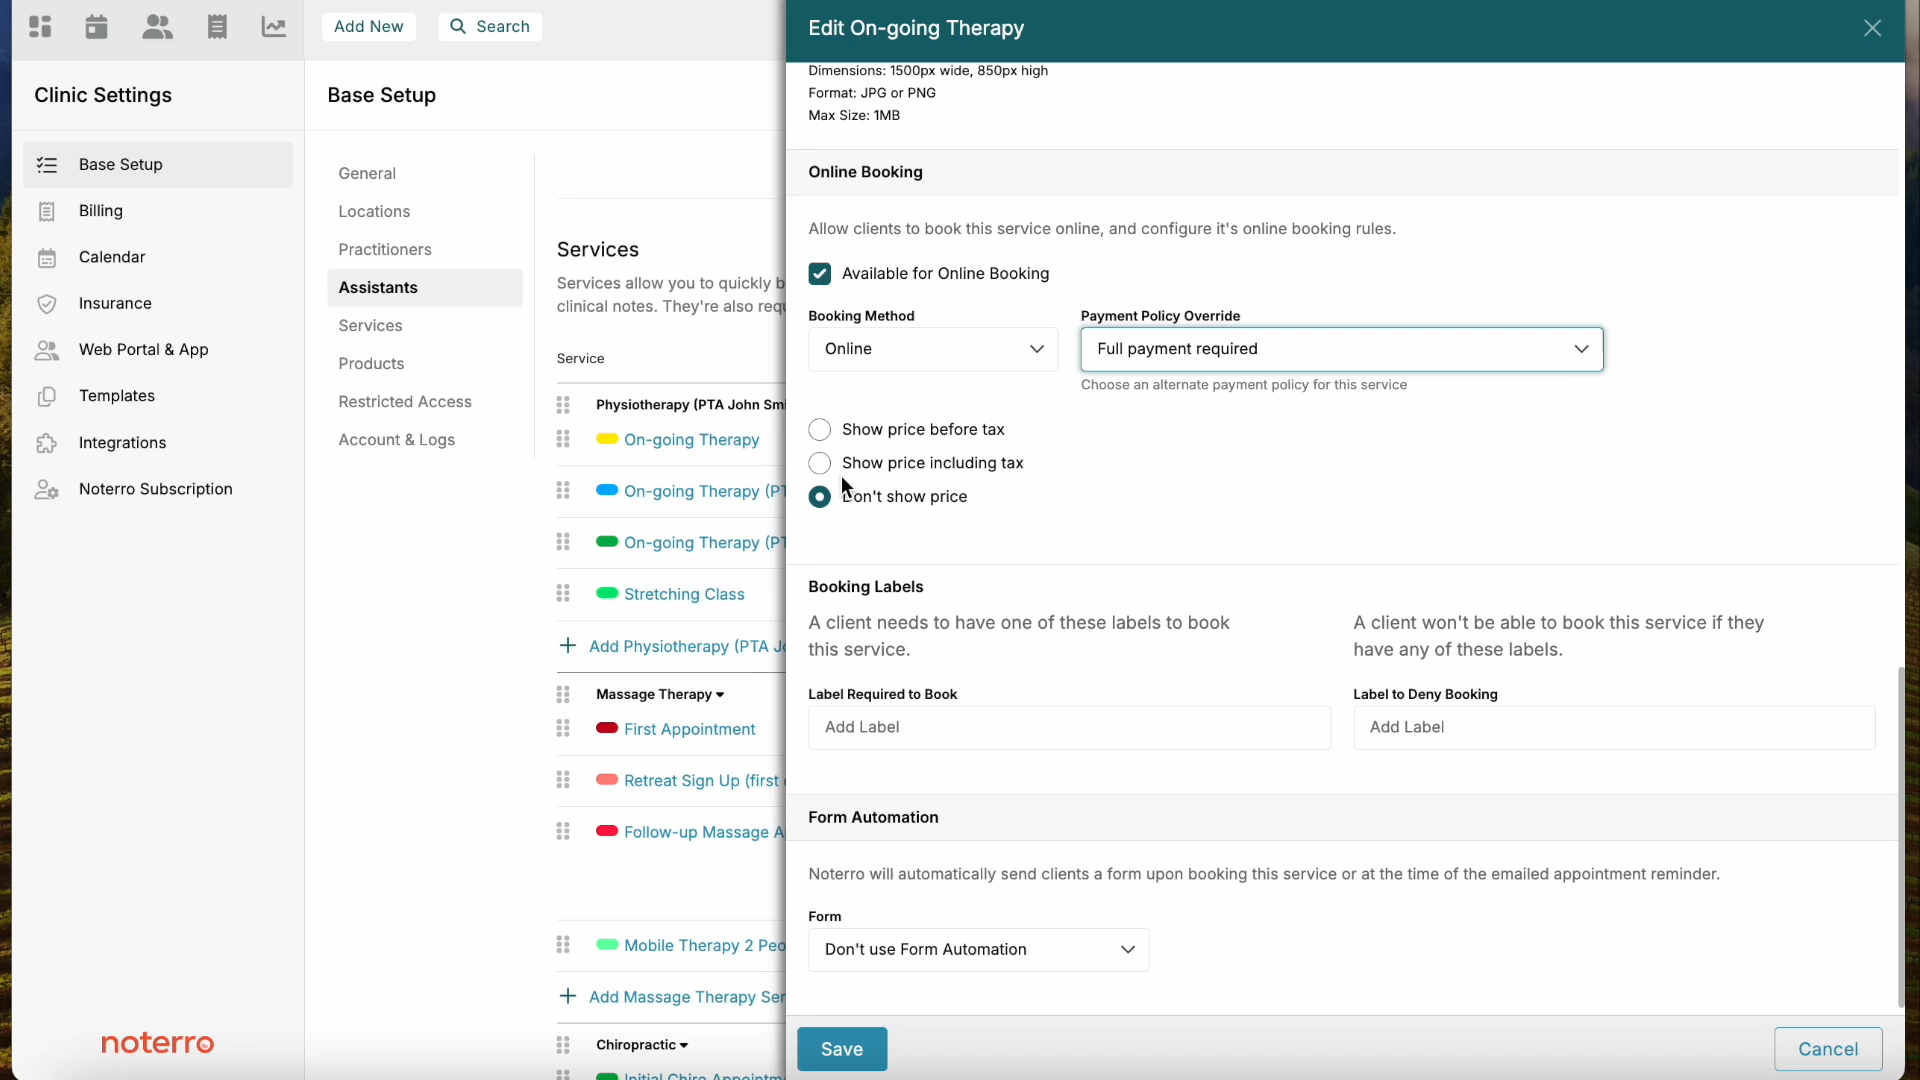 Add New
Search
Clinic Settings
Base Setup
Billing
Calendar
Insurance
Web Portal & App
Templates
Integrations
Noterro Subscription
noterro
Base Setup
General
Locations
Practitioners
Assistants
Services
Products
Restricted Access
Account & Logs
Services
Services allow you to quickly b
clinical notes. They're also requ
Service
Physiotherapy (PTA John Smi
On-going Therapy
On-going Therapy (PT
On-going Therapy (PT
Stretching Class
Add Physiotherapy (PTA Jo
Massage Therapy
First Appointment
Retreat Sign Up (first
Follow-up Massage A
Mobile Therapy 2 Peo
Add Massage Therapy Ser
Chiropractic
Initial Chiro Appointme
Edit On-going Therapy
Dimensions: 1500px wide, 850px high
Format: JPG or PNG
Max Size: 1MB
Online Booking
Allow clients to book this service online, and configure it's online booking rules.
Available for Online Booking
Booking Method
Online
Payment Policy Override
Full payment required
Choose an alternate payment policy for this service
Show price before tax
Show price including tax
Don't show price
Booking Labels
A client needs to have one of these labels to book
this service.
Label Required to Book
Add Label
A client won't be able to book this service if they
have any of these labels.
Label to Deny Booking
Add Label
Form Automation
Noterro will automatically send clients a form upon booking this service or at the time of the emailed appointment reminder.
Form
Don't use Form Automation
Save
Cancel